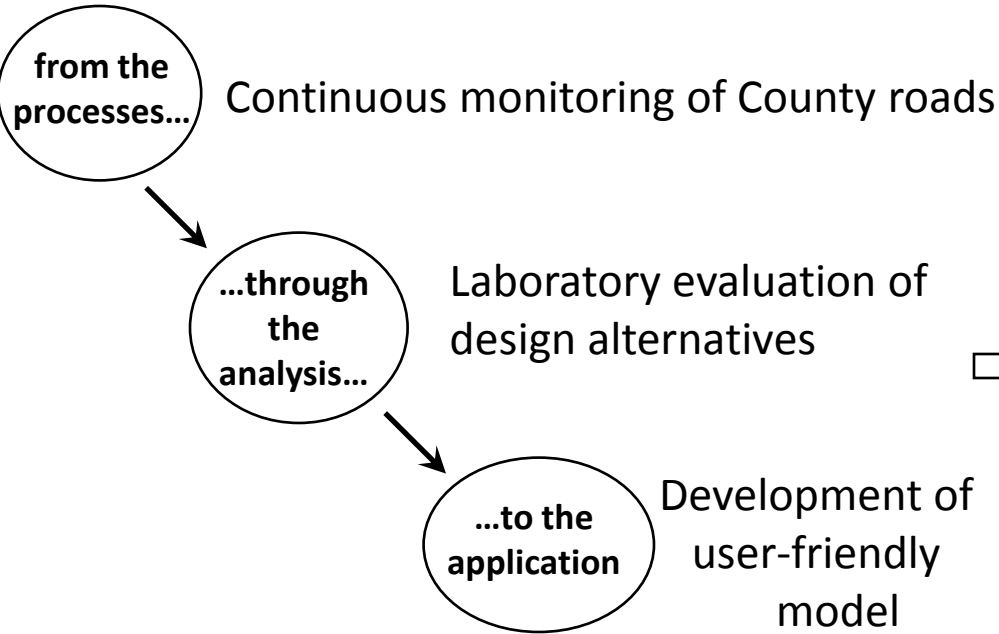 from the
processes…
Continuous monitoring of County roads
…through
the
analysis…
Laboratory evaluation of
design alternatives
…to the
application
Development of
user-friendly
model